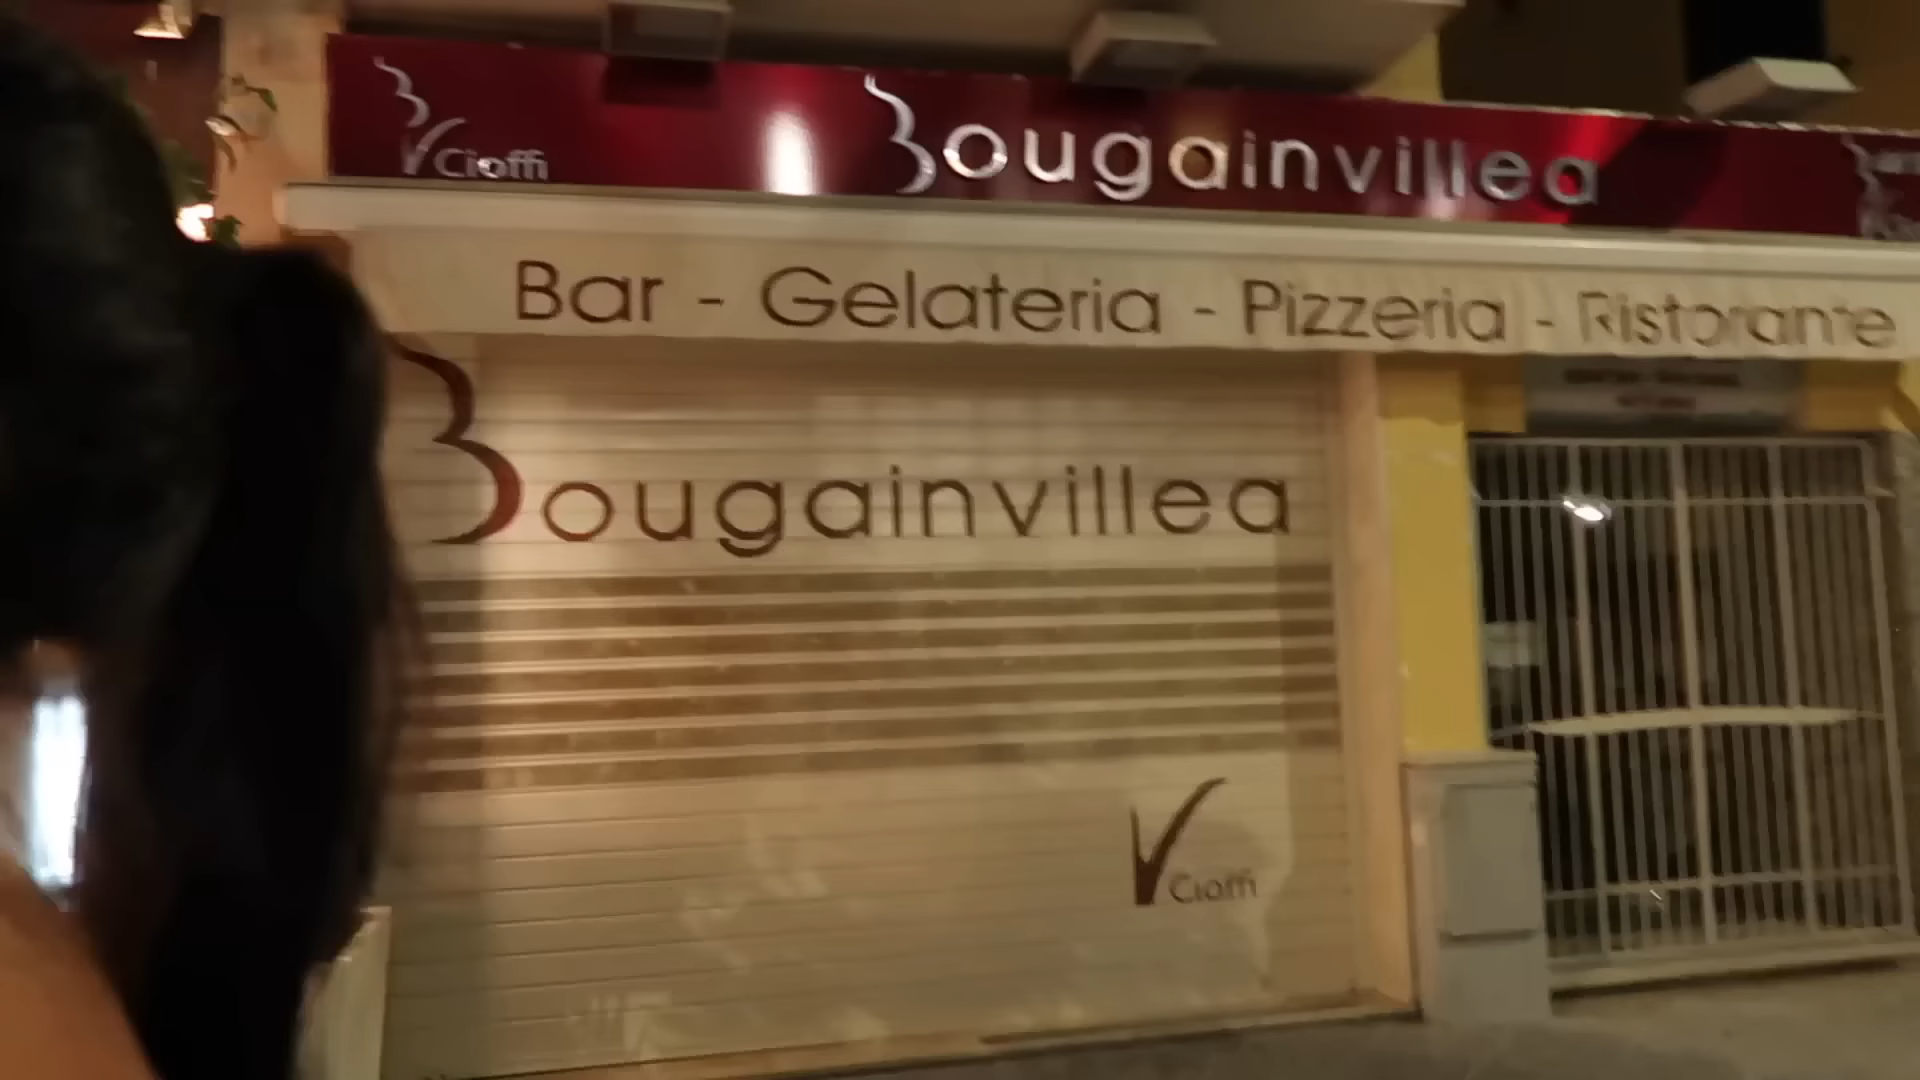 Cioffi
Bougainvillea
Bar - Gelateria - Pizzeria - Ristorante
Bougainvillea
Cioffi